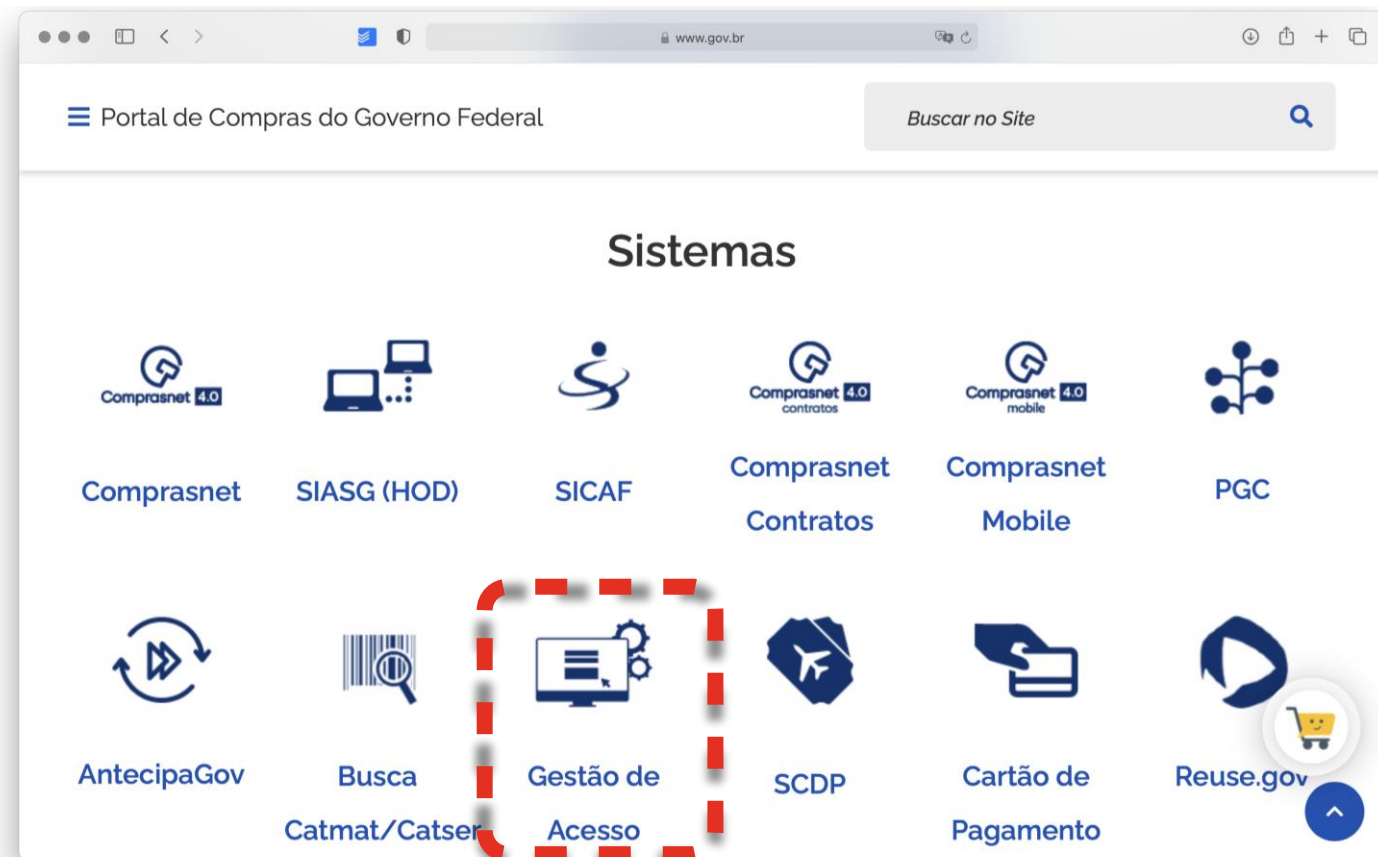 www.gov.br
Portal de Compras do Governo Federal
Buscar no Site
Sistemas
Comprasnet 4.0
Comprasnet 4.0
contratos
Comprasnet 4.0
mobile
Comprasnet
SIASG (HOD)
SICAF
Comprasnet
Contratos
Comprasnet
Mobile
PGC
AntecipaGov
Busca
Catmat/Catser
Gestão de
Acesso
SCDP
Cartão de
Pagamento
Reuse.gov